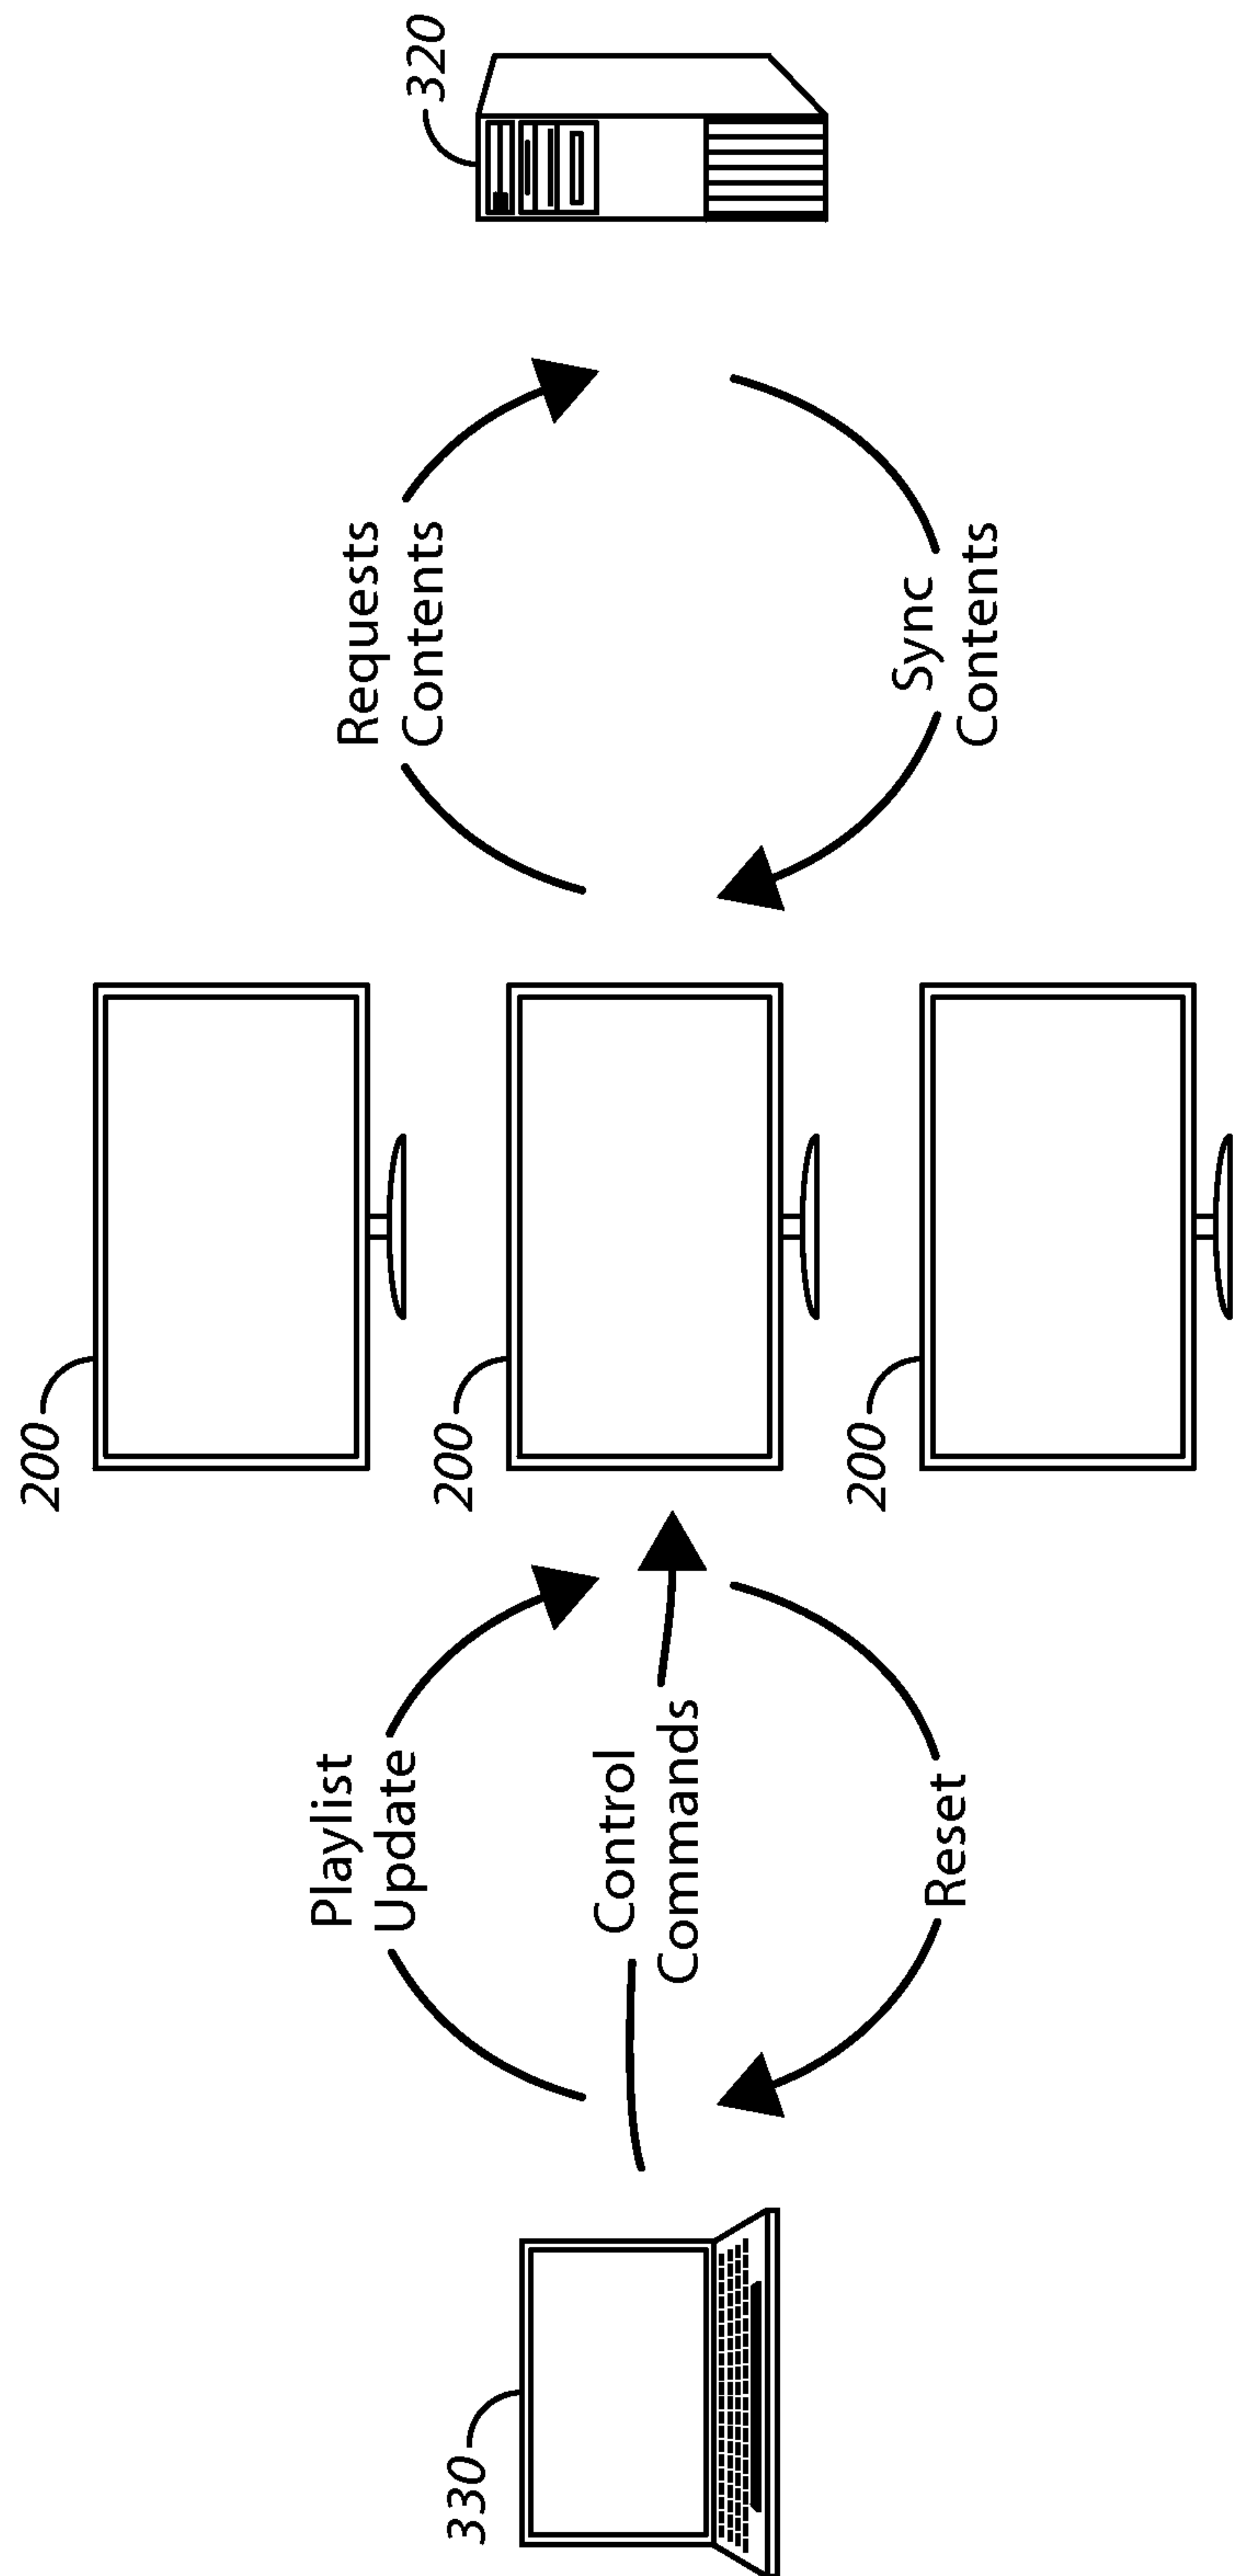 200
Playlist
Update
Requests
Contents
320
330
200
Control
Commands
200
Reset
Sync
Contents